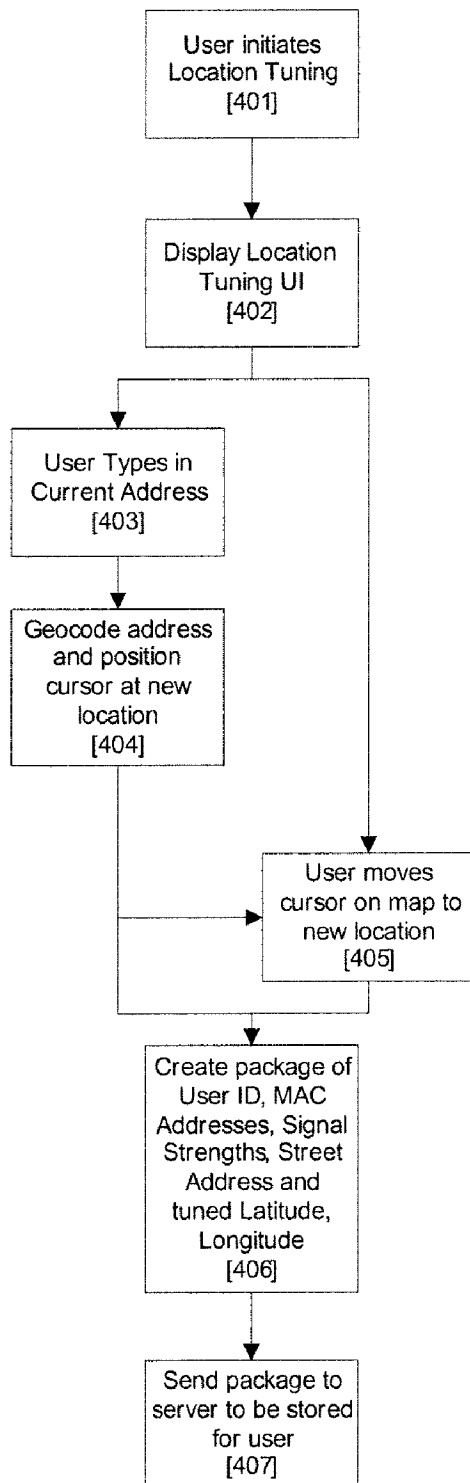 User initiates
Location Tuning
[401]
Display Location
Tuning UI
[402]
User Types in
Current Address
[403]
Geocode address
and position
cursor at new
location
[404]
User moves
cursor on map to
new location
[405]
Create package of
User ID, MAC
Addresses, Signal
Strengths, Street
Address and
tuned Latitude,
Longitude
[406]
Send package to
server to be stored
for user
[407]